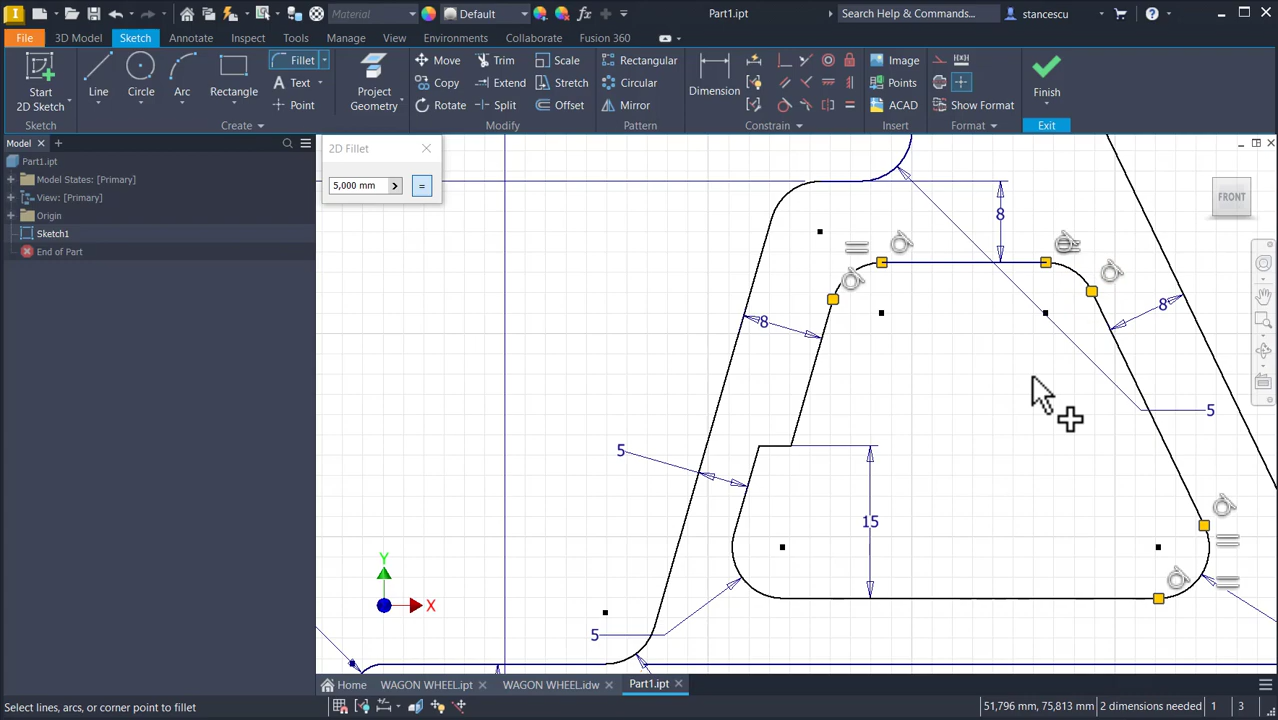 Material
Default
Part1.ipt
Search Help & Commands...
stancescu
File
3D Model
Sketch
Annotate
Inspect
Tools
Manage
View
Environments
Collaborate
Fusion 360
Start
2D Sketch
Line
Circle
Arc
Rectangle
Fillet
Text
Point
Project
Geometry
Move
Copy
Rotate
Trim
Extend
Split
Scale
Stretch
Offset
Rectangular
Circular
Mirror
Dimension
Image
Points
ACAD
Show Format
Finish
Sketch
Create
Modify
Pattern
Constrain
Insert
Format
Exit
Model
Part1.ipt
Model States: [Primary]
View: [Primary]
Origin
Sketch1
End of Part
2D Fillet
5,000 mm
=
FRONT
8
8
8
5
5
15
5
Y
X
Home
WAGON WHEEL.ipt
WAGON WHEEL.idw
Part1.ipt
Select lines, arcs, or corner point to fillet
51,796 mm, 75,813 mm
2 dimensions needed
1
3